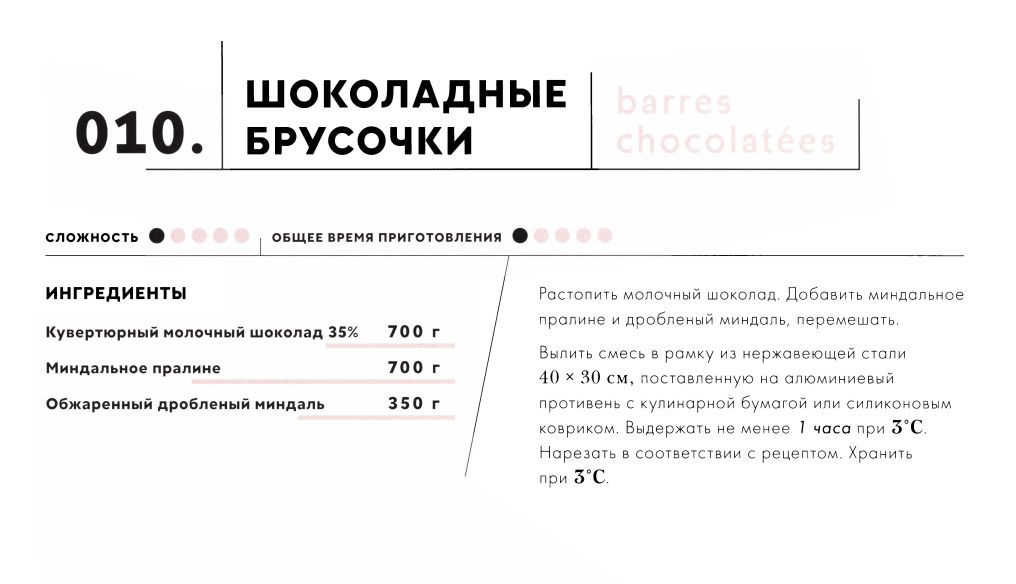 010.
ШОКОЛАДНЫЕ
БРУСОЧКИ
barres
chocolatées
СЛОЖНОСТЬ
ОБЩЕЕ ВРЕМЯ ПРИГОТОВЛЕНИЯ
ИНГРЕДИЕНТЫ
Кувертюрный молочный шоколад 35% 700 г
Миндальное пралине 700 г
Обжаренный дробленый миндаль 350 г
Растопить молочный шоколад. Добавить миндальное
пралине и дробленый миндаль, перемешать.
Вылить смесь в рамку из нержавеющей стали
40 × 30 см, поставленную на алюминиевый
противень с кулинарной бумагой или силиконовым
ковриком. Выдержать не менее 1 часа при 3°C.
Нарезать в соответствии с рецептом. Хранить
при 3°C.